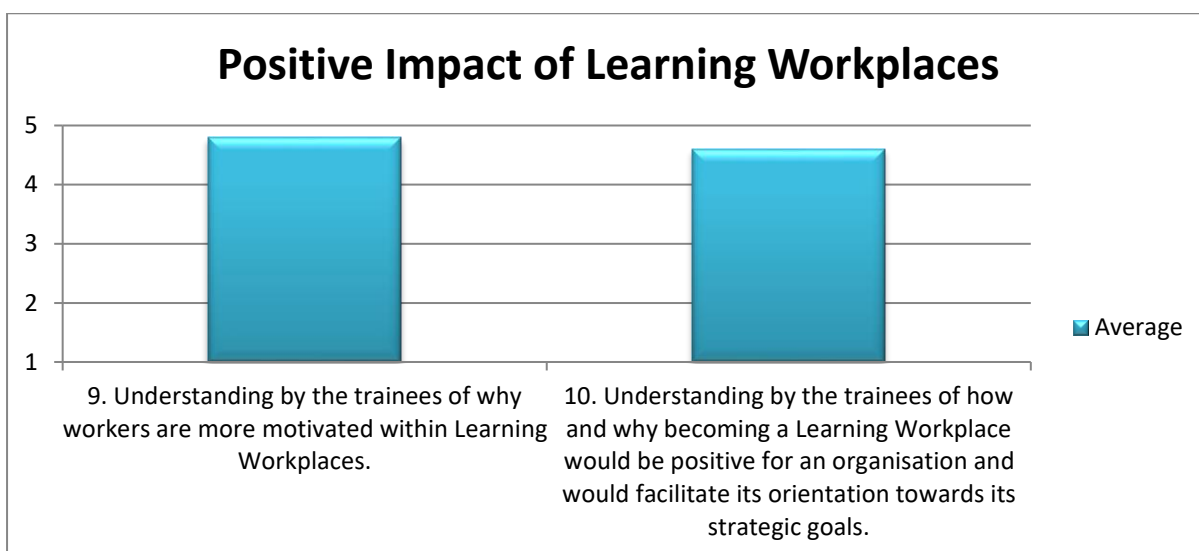 Positive Impact of Learning Workplaces
5
4
3
2
1
Average
9. Understanding by the trainees of why
workers are more motivated within Learning
Workplaces.
10. Understanding by the trainees of how
and why becoming a Learning Workplace
would be positive for an organisation and
would facilitate its orientation towards its
strategic goals.